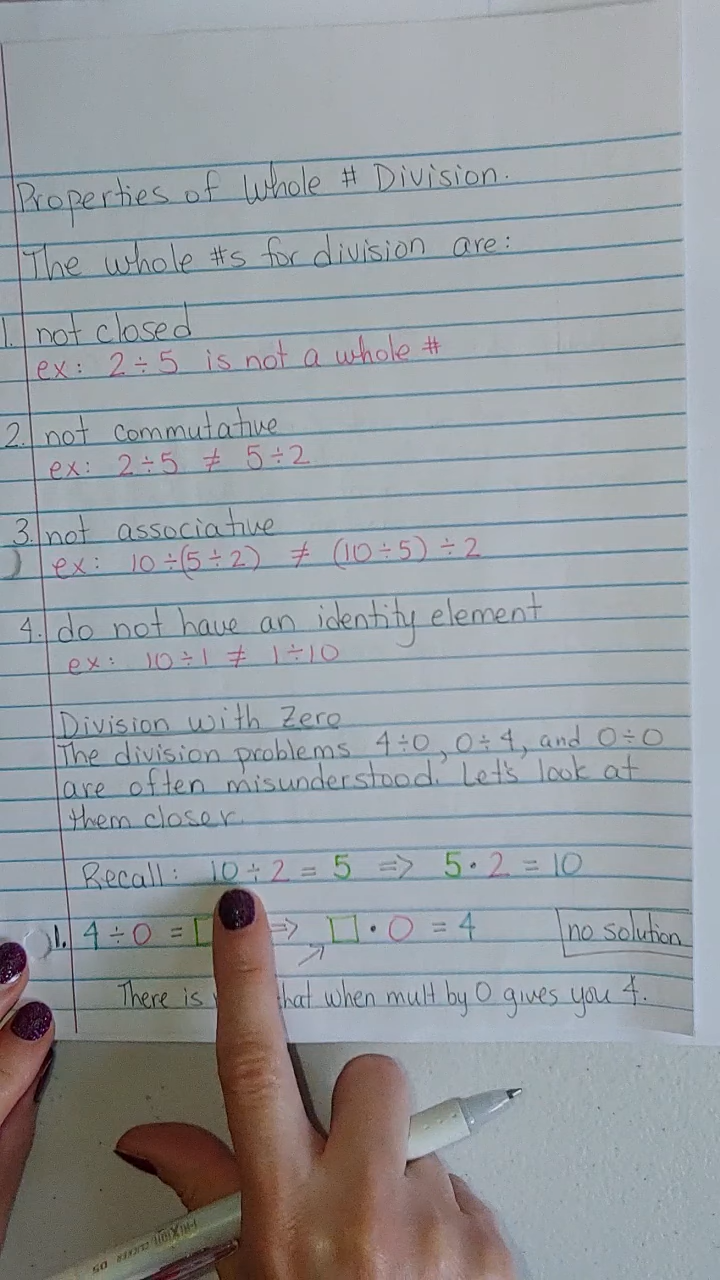 Properties of Whole # Division.
The whole #s for division are:
1. not closed
ex: 2÷5 is not a whole #
2. not commutative
ex: 2÷5 ≠ 5÷2
3. not associative
ex: 10÷(5÷2) ≠ (10÷5)÷2
4. do not have an identity element
ex: 10÷1 ≠ 1÷10
Division with Zero
The division problems 4÷0, 0÷4, and 0÷0
are often misunderstood. Let's look at
them closer.
Recall: 10÷2 = 5 ⇒ 5·2 = 10
1. 4÷0 = □ ⇒ □·0 = 4 no solution
There is that when mult by 0 gives you 4.